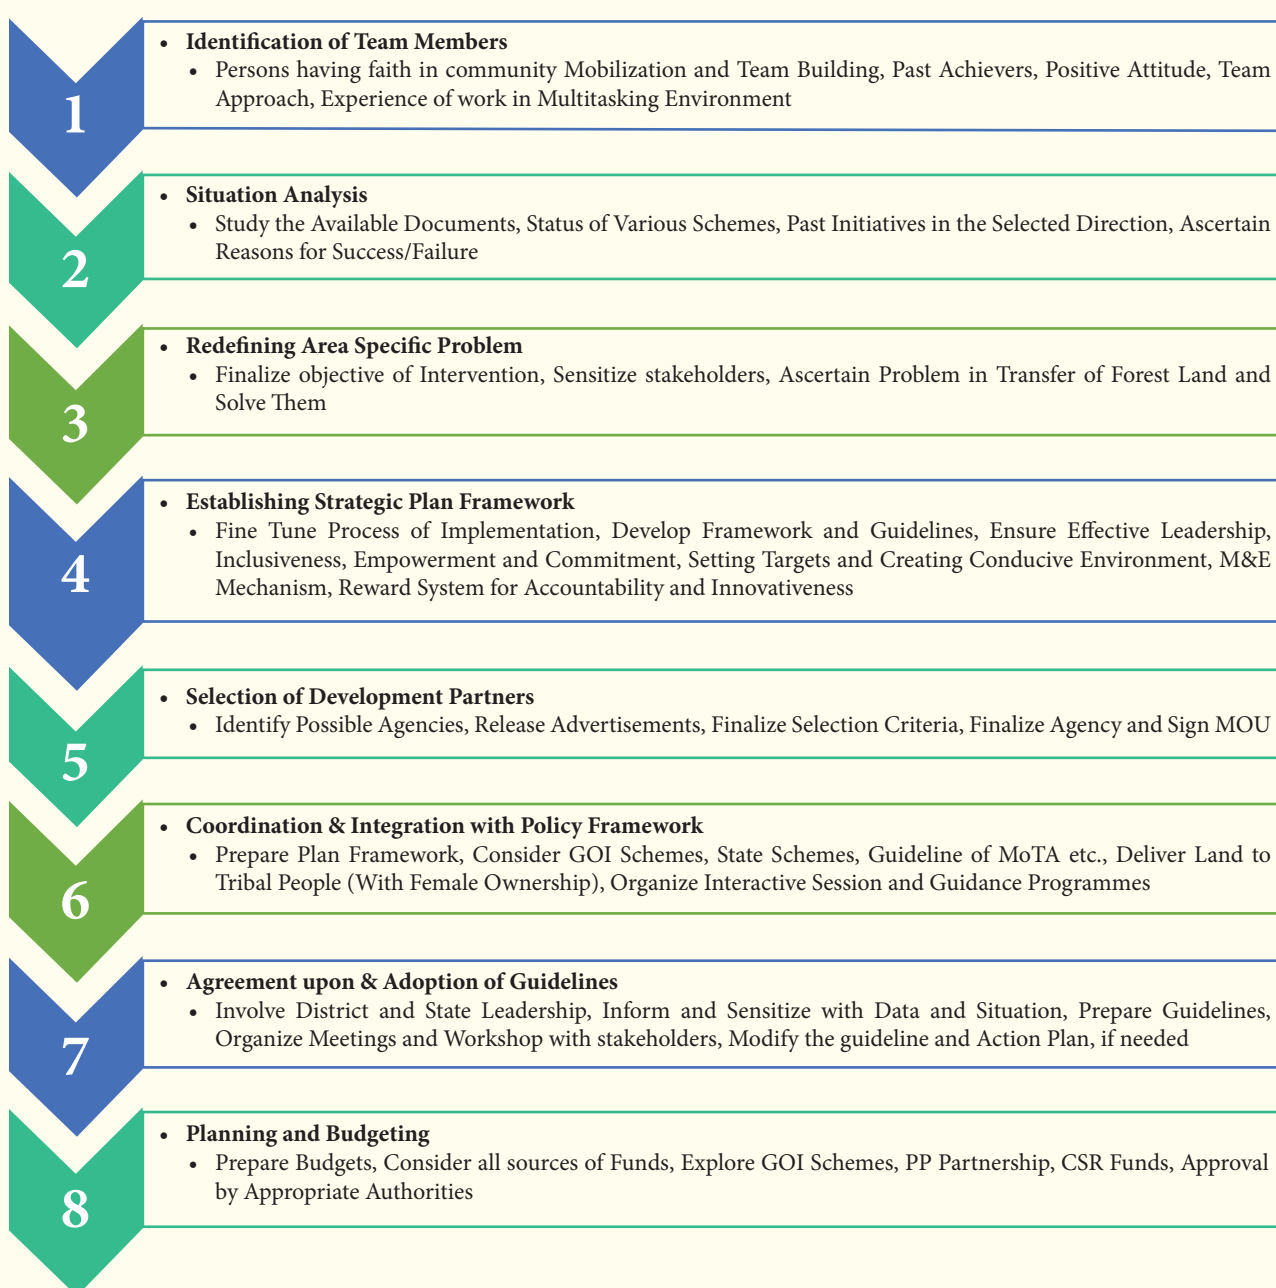 1
• Identification of Team Members
• Persons having faith in community Mobilization and Team Building, Past Achievers, Positive Attitude, Team
Approach, Experience of work in Multitasking Environment
2
• Situation Analysis
• Study the Available Documents, Status of Various Schemes, Past Initiatives in the Selected Direction, Ascertain
Reasons for Success/Failure
3
• Redefining Area Specific Problem
• Finalize objective of Intervention, Sensitize stakeholders, Ascertain Problem in Transfer of Forest Land and
Solve Them
4
• Establishing Strategic Plan Framework
• Fine Tune Process of Implementation, Develop Framework and Guidelines, Ensure Effective Leadership,
Inclusiveness, Empowerment and Commitment, Setting Targets and Creating Conducive Environment, M&E
Mechanism, Reward System for Accountability and Innovativeness
5
• Selection of Development Partners
• Identify Possible Agencies, Release Advertisements, Finalize Selection Criteria, Finalize Agency and Sign MOU
6
• Coordination & Integration with Policy Framework
• Prepare Plan Framework, Consider GOI Schemes, State Schemes, Guideline of MoTA etc., Deliver Land to
Tribal People (With Female Ownership), Organize Interactive Session and Guidance Programmes
7
• Agreement upon & Adoption of Guidelines
• Involve District and State Leadership, Inform and Sensitize with Data and Situation, Prepare Guidelines,
Organize Meetings and Workshop with stakeholders, Modify the guideline and Action Plan, if needed
8
• Planning and Budgeting
• Prepare Budgets, Consider all sources of Funds, Explore GOI Schemes, PP Partnership, CSR Funds, Approval
by Appropriate Authorities